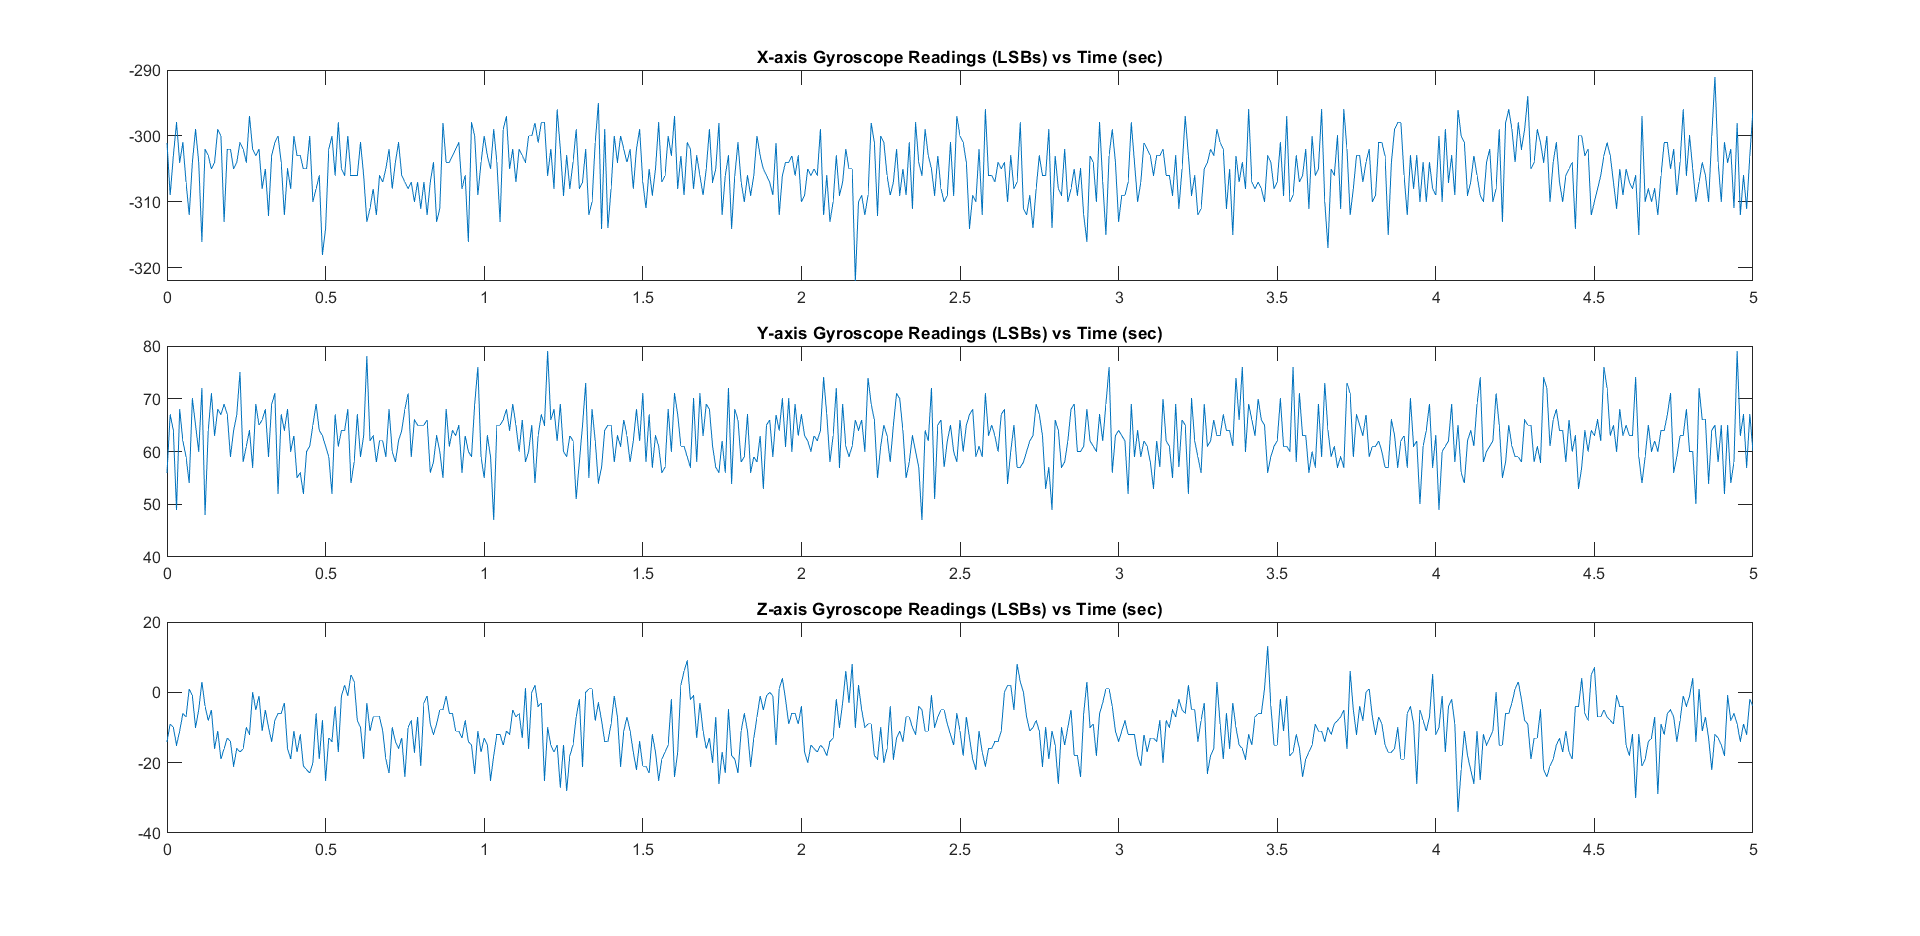 X-axis Gyroscope Readings (LSBs) vs Time (sec)
-290
-300
-310
-320
0 0.5 1 1.5 2 2.5 3 3.5 4 4.5 5
Y-axis Gyroscope Readings (LSBs) vs Time (sec)
80
70
60
50
40
0 0.5 1 1.5 2 2.5 3 3.5 4 4.5 5
Z-axis Gyroscope Readings (LSBs) vs Time (sec)
20
0
-20
-40
0 0.5 1 1.5 2 2.5 3 3.5 4 4.5 5